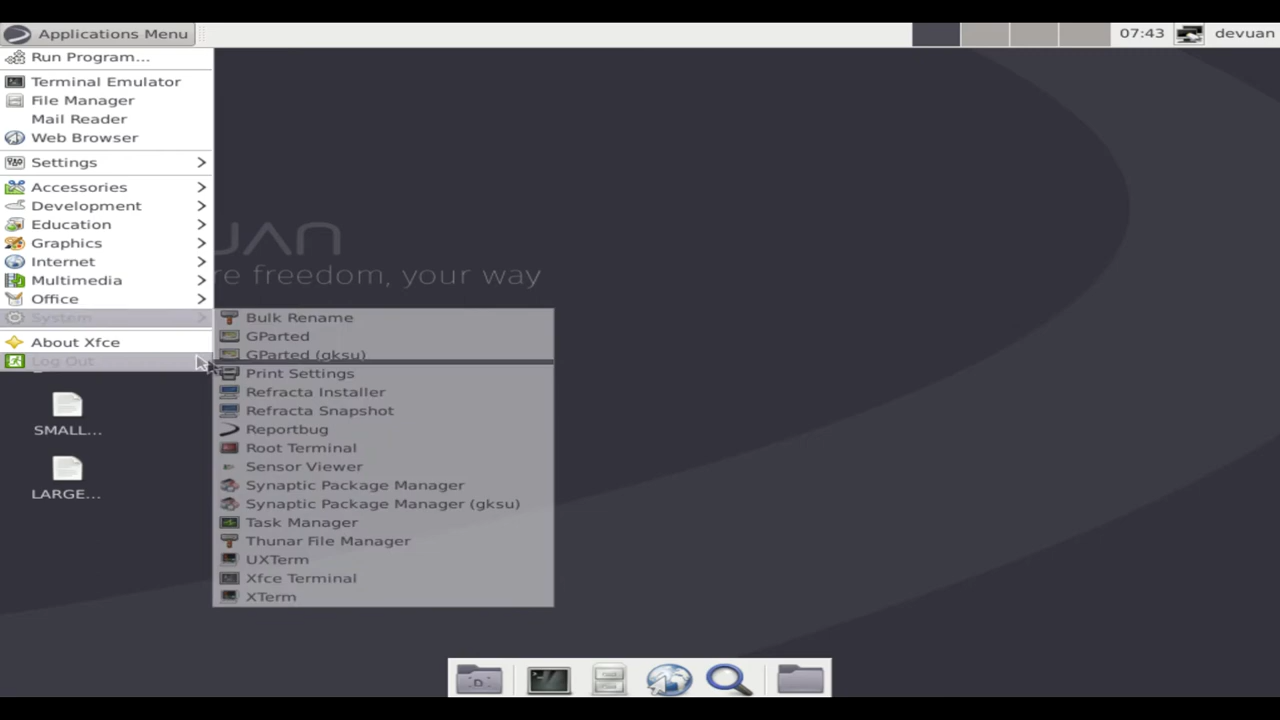 Applications Menu
07:43
devuan
Run Program...
Terminal Emulator
File Manager
Mail Reader
Web Browser
Settings
Accessories
Development
Education
Graphics
Internet
Multimedia
Office
System
About Xfce
Log Out
re freedom, your way
Bulk Rename
GParted
GParted (gksu)
Print Settings
Refracta Installer
Refracta Snapshot
Reportbug
Root Terminal
Sensor Viewer
Synaptic Package Manager
Synaptic Package Manager (gksu)
Task Manager
Thunar File Manager
UXTerm
Xfce Terminal
XTerm
SMALL...
LARGE...